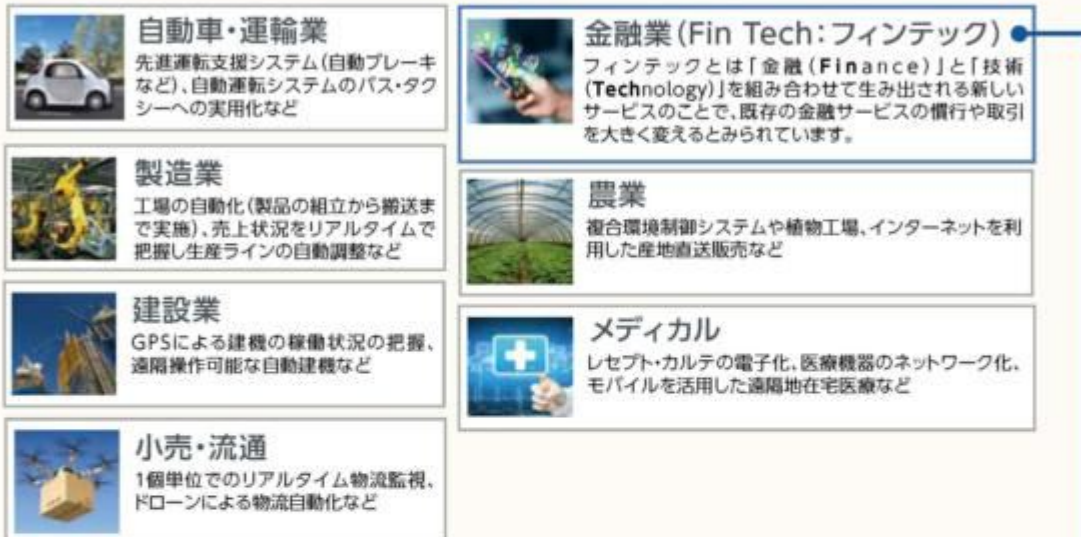 自動車・運輸業
先進運転支援システム(自動ブレーキ
など)、自動運転システムのバス・タク
シーへの実用化など
製造業
工場の自動化(製品の組立から搬送ま
で実施)、売上状況をリアルタイムで
把握し生産ラインの自動調整など
建設業
GPSによる建機の稼働状況の把握、
遠隔操作可能な自動建機など
小売・流通
1個単位でのリアルタイム物流監視、
ドローンによる物流自動化など
金融業(Fin Tech:フィンテック)
フィンテックとは「金融(Finance)」と「技術
(Technology)」を組み合わせて生み出される新しい
サービスのことで、既存の金融サービスの慣行や取引
を大きく変えるとみられています。
農業
複合環境制御システムや植物工場、インターネットを利
用した産地直送販売など
メディカル
レセプト・カルテの電子化、医療機器のネットワーク化、
モバイルを活用した遠隔地在宅医療など